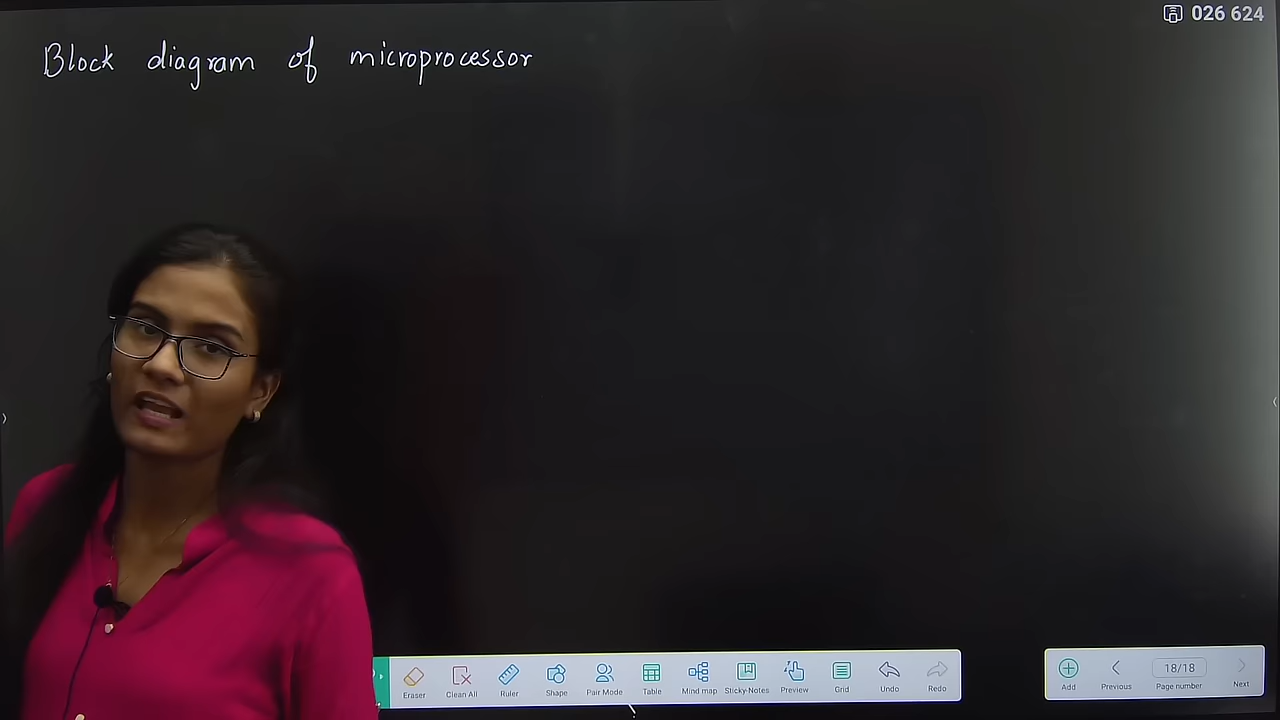 026 624
Block diagram of microprocessor
Eraser Clean All Ruler Shape Pair Mode Table Mind map Sticky-Notes Preview Grid Undo Redo
Add Previous 18/18 Page number Next